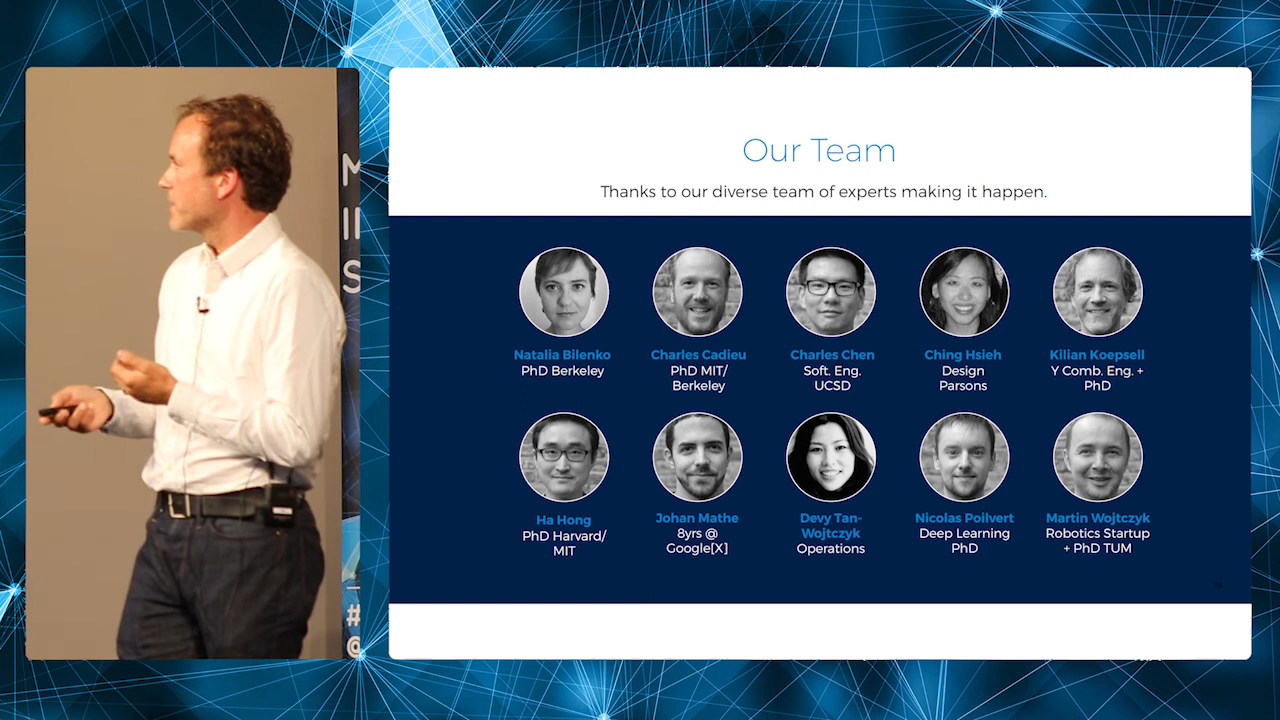 Our Team
Thanks to our diverse team of experts making it happen.
Natalia Bilenko
PhD Berkeley
Charles Cadieu
PhD MIT/
Berkeley
Charles Chen
Soft. Eng.
UCSD
Ching Hsieh
Design
Parsons
Kilian Koepsell
Y Comb. Eng. +
PhD
Ha Hong
PhD Harvard/
MIT
Johan Mathe
8yrs @
Google[X]
Devy Tan-
Wojtczyk
Operations
Nicolas Poilvert
Deep Learning
PhD
Martin Wojtczyk
Robotics Startup
+ PhD TUM
M
S
#
@